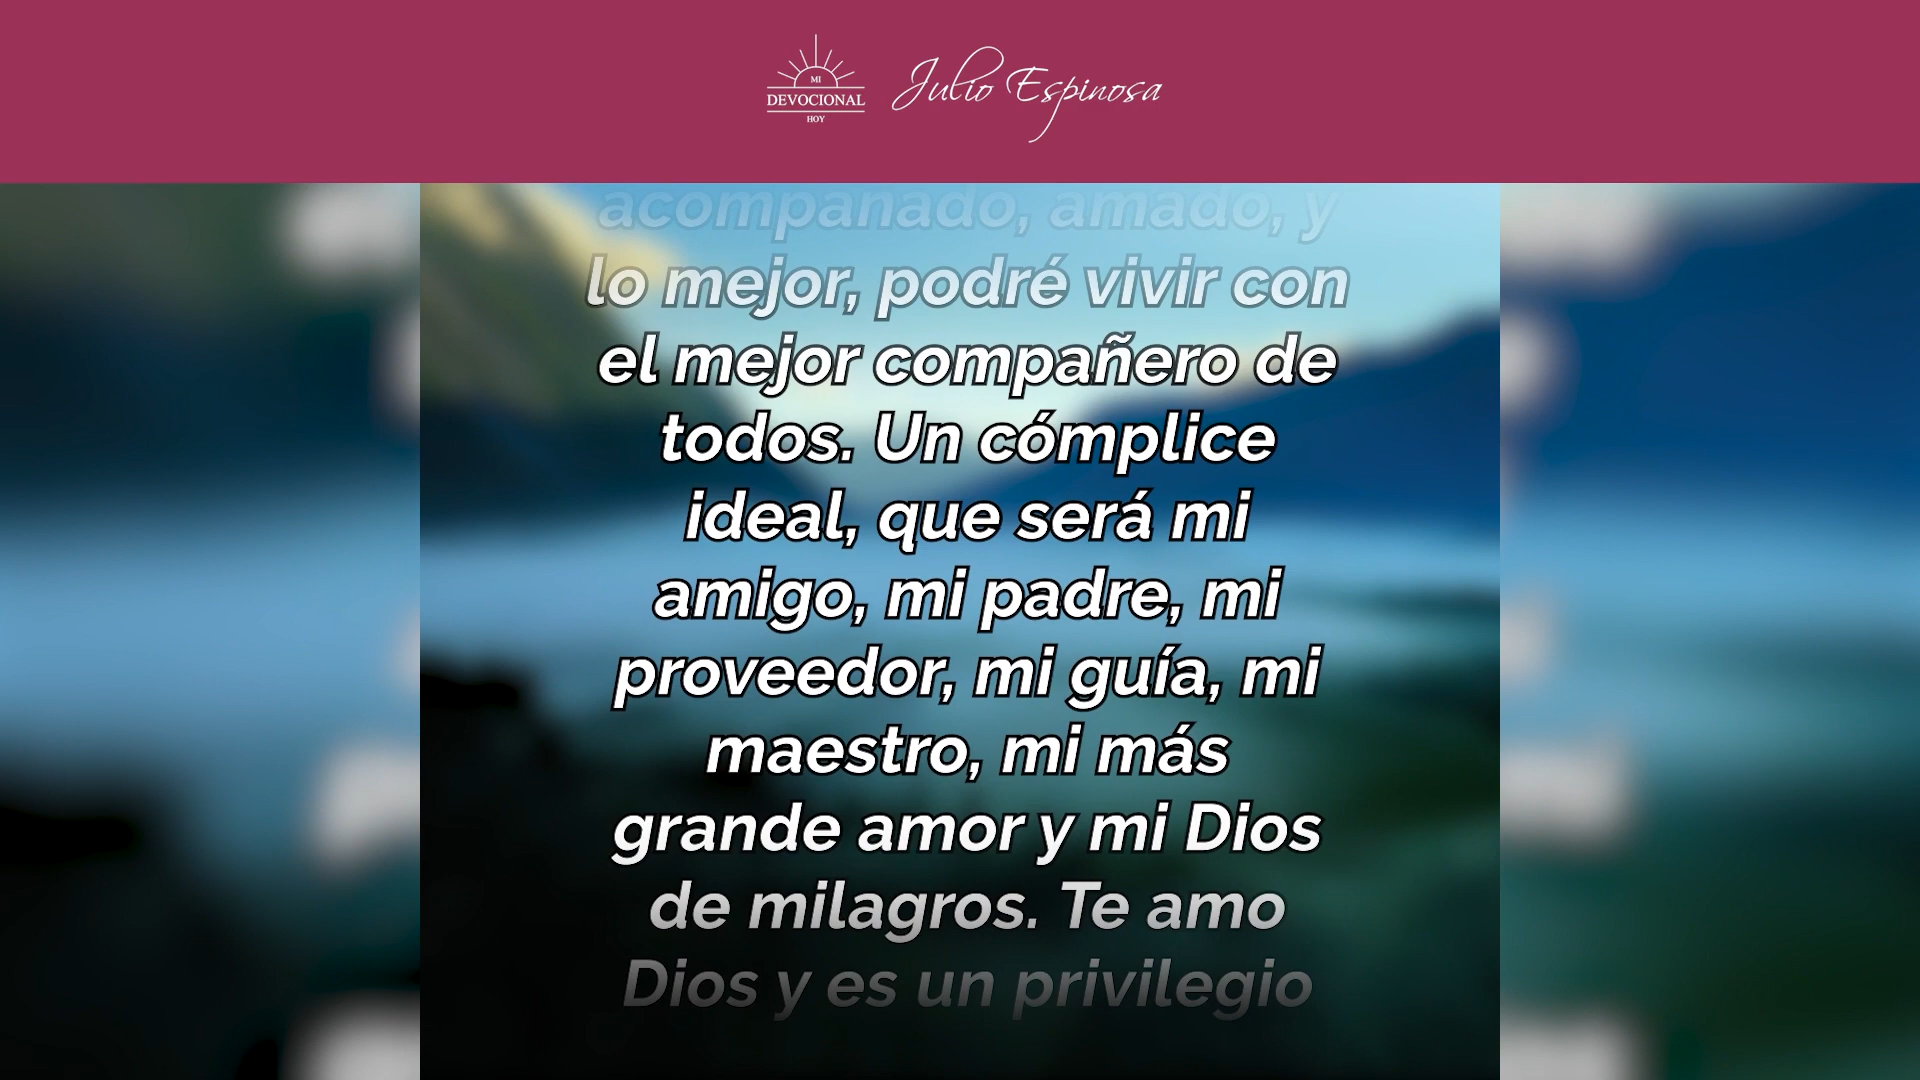 MI
DEVOCIONAL
HOY
Julio Espinosa
acompañado, amado, y
lo mejor, podré vivir con
el mejor compañero de
todos. Un cómplice
ideal, que será mi
amigo, mi padre, mi
proveedor, mi guía, mi
maestro, mi más
grande amor y mi Dios
de milagros. Te amo
Dios y es un privilegio